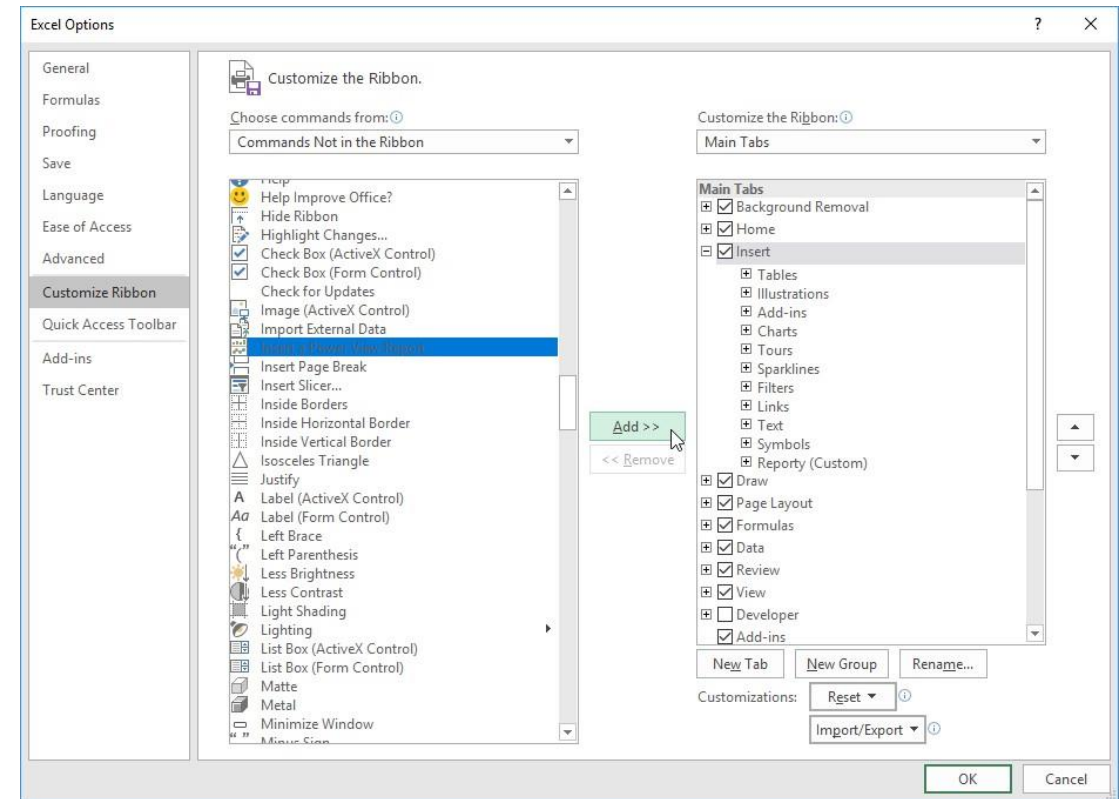 Excel Options
?
General
Formulas
Proofing
Save
Language
Ease of Access
Advanced
Customize Ribbon
Quick Access Toolbar
Add-ins
Trust Center
Customize the Ribbon.
Choose commands from:
Commands Not in the Ribbon
Help
Help Improve Office?
Hide Ribbon
Highlight Changes...
Check Box (ActiveX Control)
Check Box (Form Control)
Check for Updates
Image (ActiveX Control)
Import External Data
Insert a Power View Report
Insert Page Break
Insert Slicer...
Inside Borders
Inside Horizontal Border
Inside Vertical Border
Isosceles Triangle
Justify
Label (ActiveX Control)
Label (Form Control)
Left Brace
Left Parenthesis
Less Brightness
Less Contrast
Light Shading
Lighting
List Box (ActiveX Control)
List Box (Form Control)
Matte
Metal
Minimize Window
Minus Sign
Add >>
<< Remove
Customize the Ribbon:
Main Tabs
Main Tabs
Background Removal
Home
Insert
Tables
Illustrations
Add-ins
Charts
Tours
Sparklines
Filters
Links
Text
Symbols
Reporty (Custom)
Draw
Page Layout
Formulas
Data
Review
View
Developer
Add-ins
New Tab New Group Rename...
Customizations: Reset
Import/Export
OK Cancel